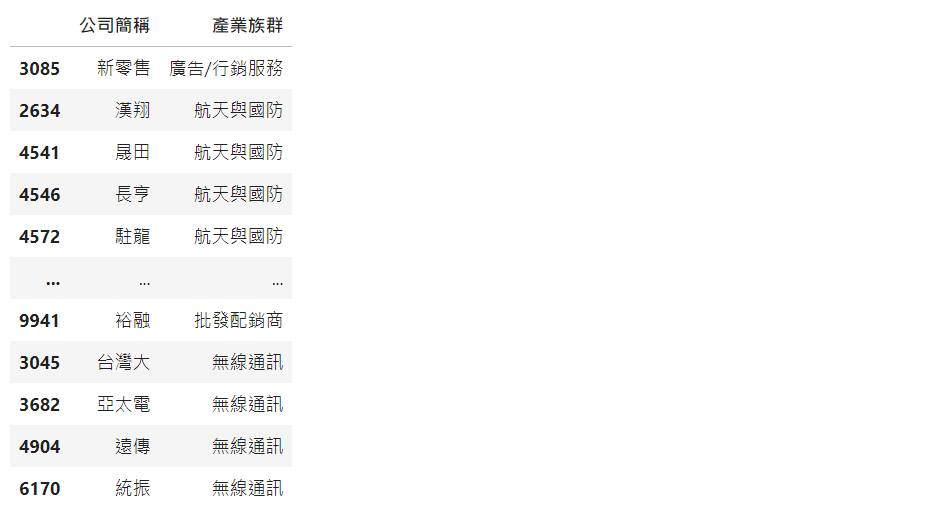 公司簡稱 產業族群
3085 新零售 廣告/行銷服務
2634 漢翔 航天與國防
4541 晟田 航天與國防
4546 長亨 航天與國防
4572 駐龍 航天與國防
... ... ...
9941 裕融 批發配銷商
3045 台灣大 無線通訊
3682 亞太電 無線通訊
4904 遠傳 無線通訊
6170 統振 無線通訊